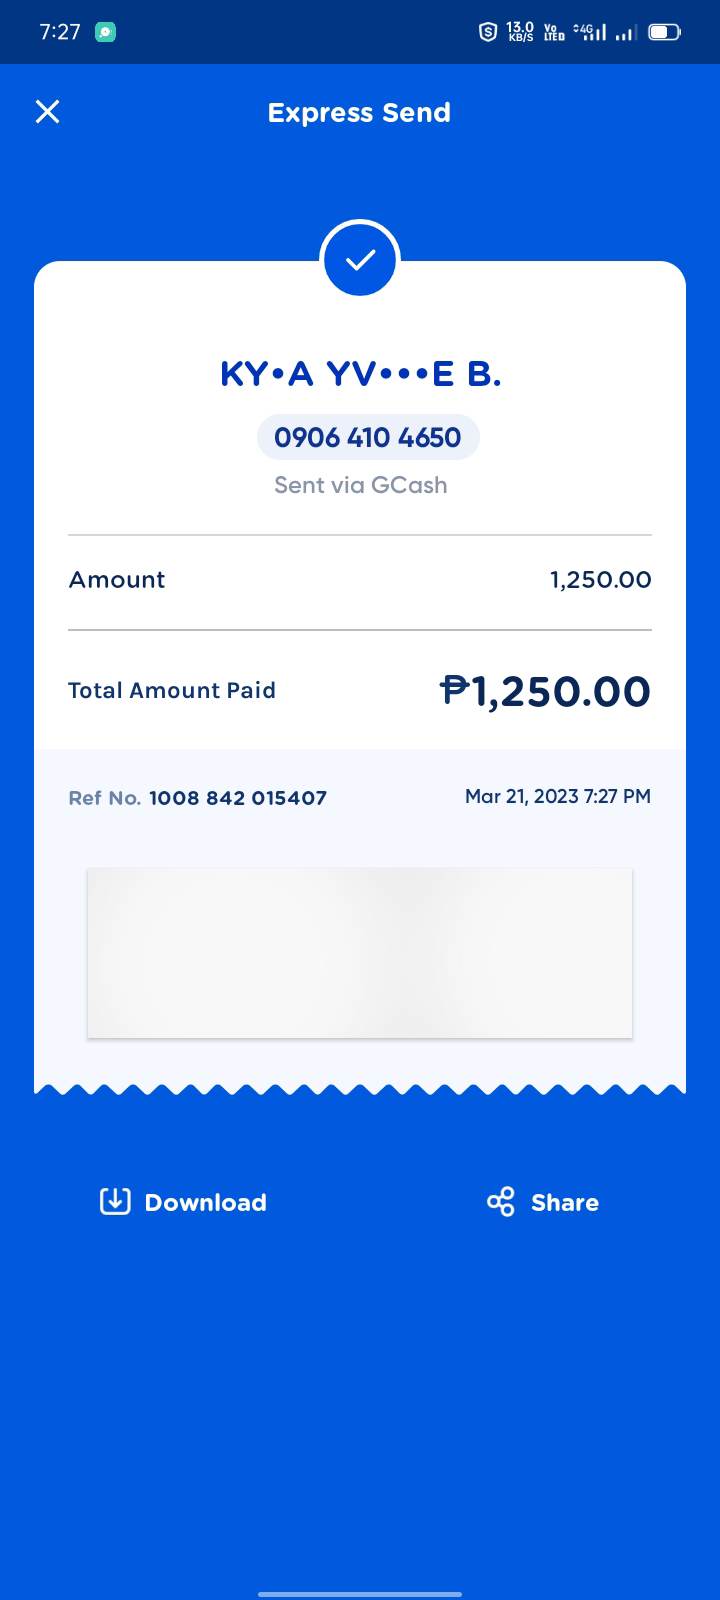 7:27
13.0 KB/S Vo LTED 4G
Express Send
KY•A YV•••E B.
0906 410 4650
Sent via GCash
Amount 1,250.00
Total Amount Paid ₱1,250.00
Ref No. 1008 842 015407 Mar 21, 2023 7:27 PM
Download Share